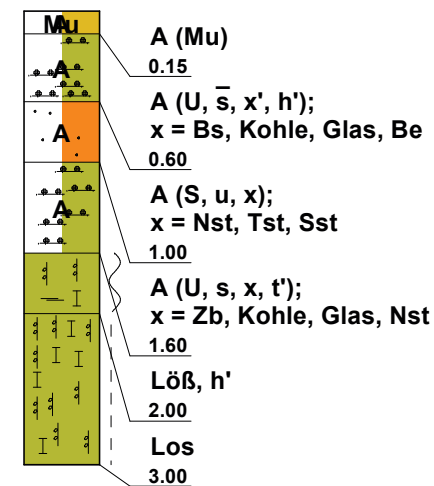 Mu
A
A (Mu)
0.15
A
A (U, s̅, x', h');
x = Bs, Kohle, Glas, Be
0.60
A
A (S, u, x);
x = Nst, Tst, Sst
1.00
A
A (U, s, x, t');
x = Zb, Kohle, Glas, Nst
1.60
Löß, h'
2.00
Los
3.00